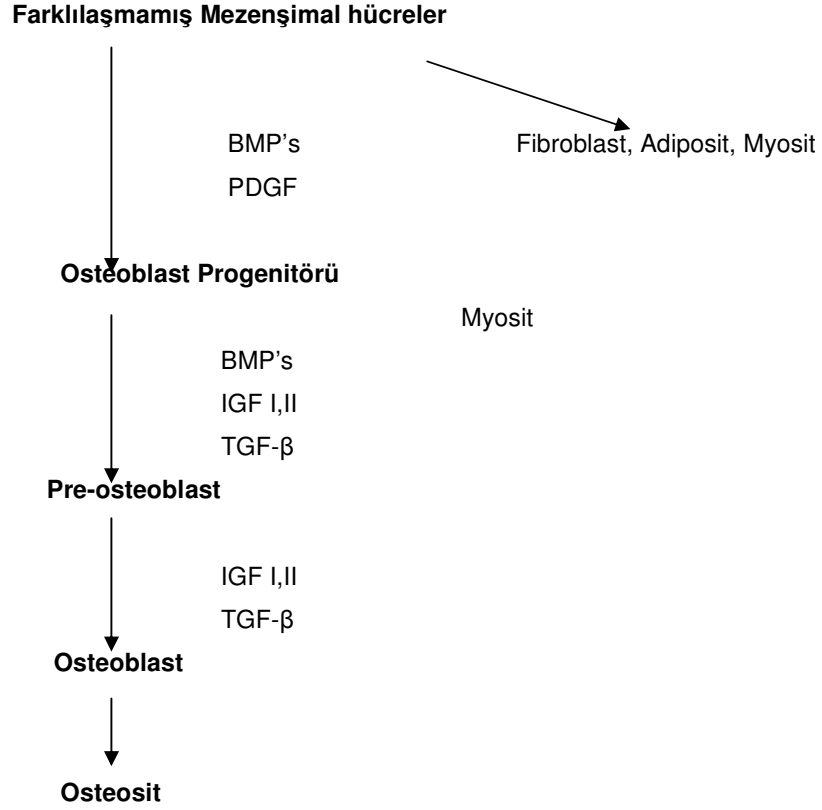 Farklılaşmamış Mezenşimal hücreler
BMP's
Fibroblast, Adiposit, Myosit
PDGF
Osteoblast Progenitörü
Myosit
BMP's
IGF I,II
TGF-β
Pre-osteoblast
IGF I,II
TGF-β
Osteoblast
Osteosit